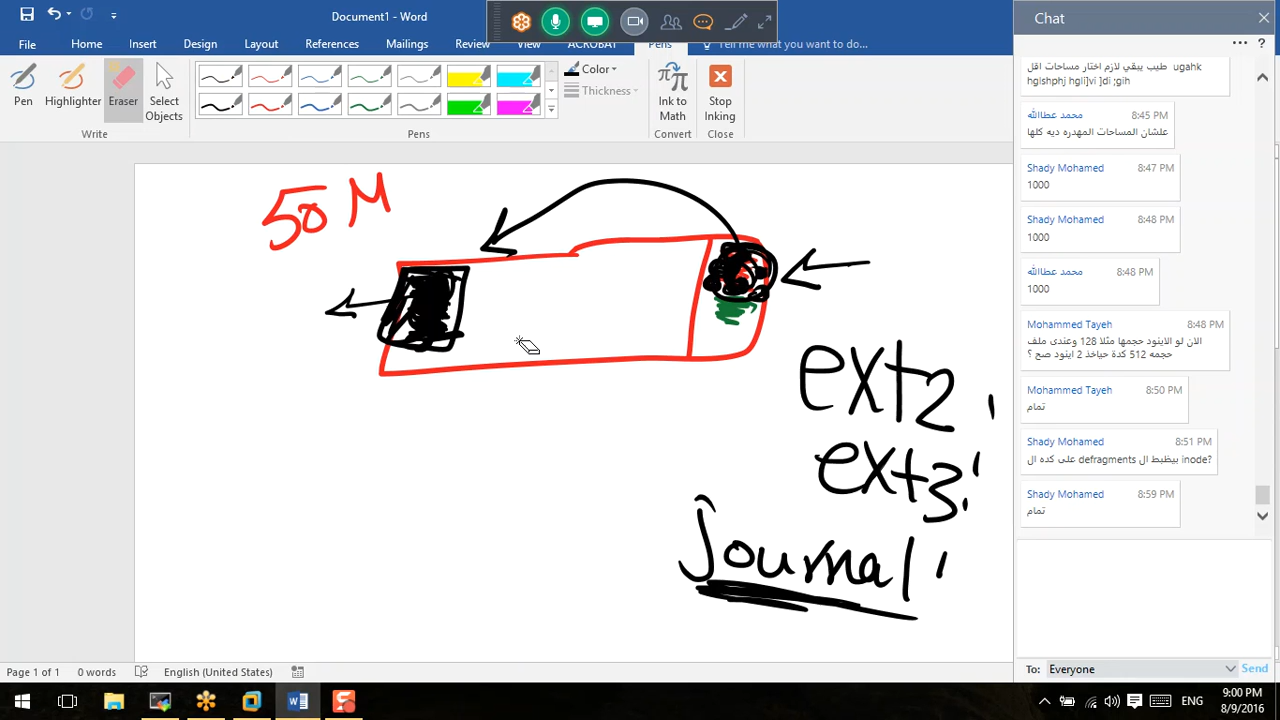 Document1 - Word
File
Home
Insert
Design
Layout
References
Mailings
Review
View
ACROBAT
Pens
Tell me what you want to do...
Pen
Highlighter
Eraser
Select Objects
Color
Thickness
Ink to Math
Stop Inking
Write
Pens
Convert
Close
50 M
ext2
ext3
Journal
Page 1 of 1
0 words
English (United States)
Chat
طيب يبقي لازم اختار مساحات اقل ugahk
hglshphj hgli]vi ]di ;gih
محمد عطاالله 8:45 PM
علشان المساحات المهدره ديه كلها
Shady Mohamed 8:47 PM
1000
Shady Mohamed 8:48 PM
1000
محمد عطاالله 8:48 PM
1000
Mohammed Tayeh 8:48 PM
الان لو الاينود حجمها مثلا 128 وعندى ملف
حجمه 512 كدة حياخذ 2 اينود صح ؟
Mohammed Tayeh 8:50 PM
تمام
Shady Mohamed 8:51 PM
على كده ال defragments بيظبط ال inode?
Shady Mohamed 8:59 PM
تمام
To: Everyone
Send
ENG
9:00 PM
8/9/2016